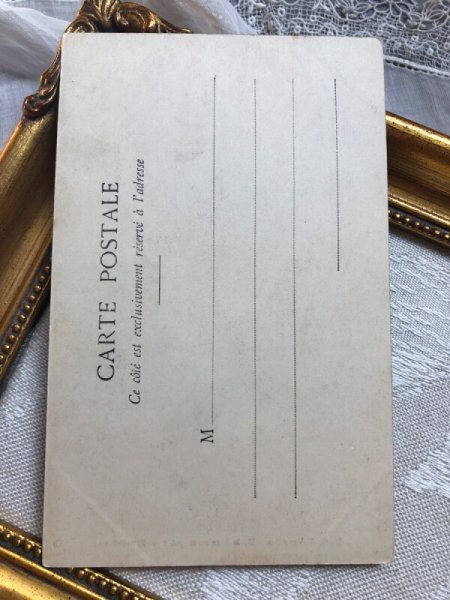 CARTE POSTALE
Ce côté est exclusivement réservé à l'adresse
M